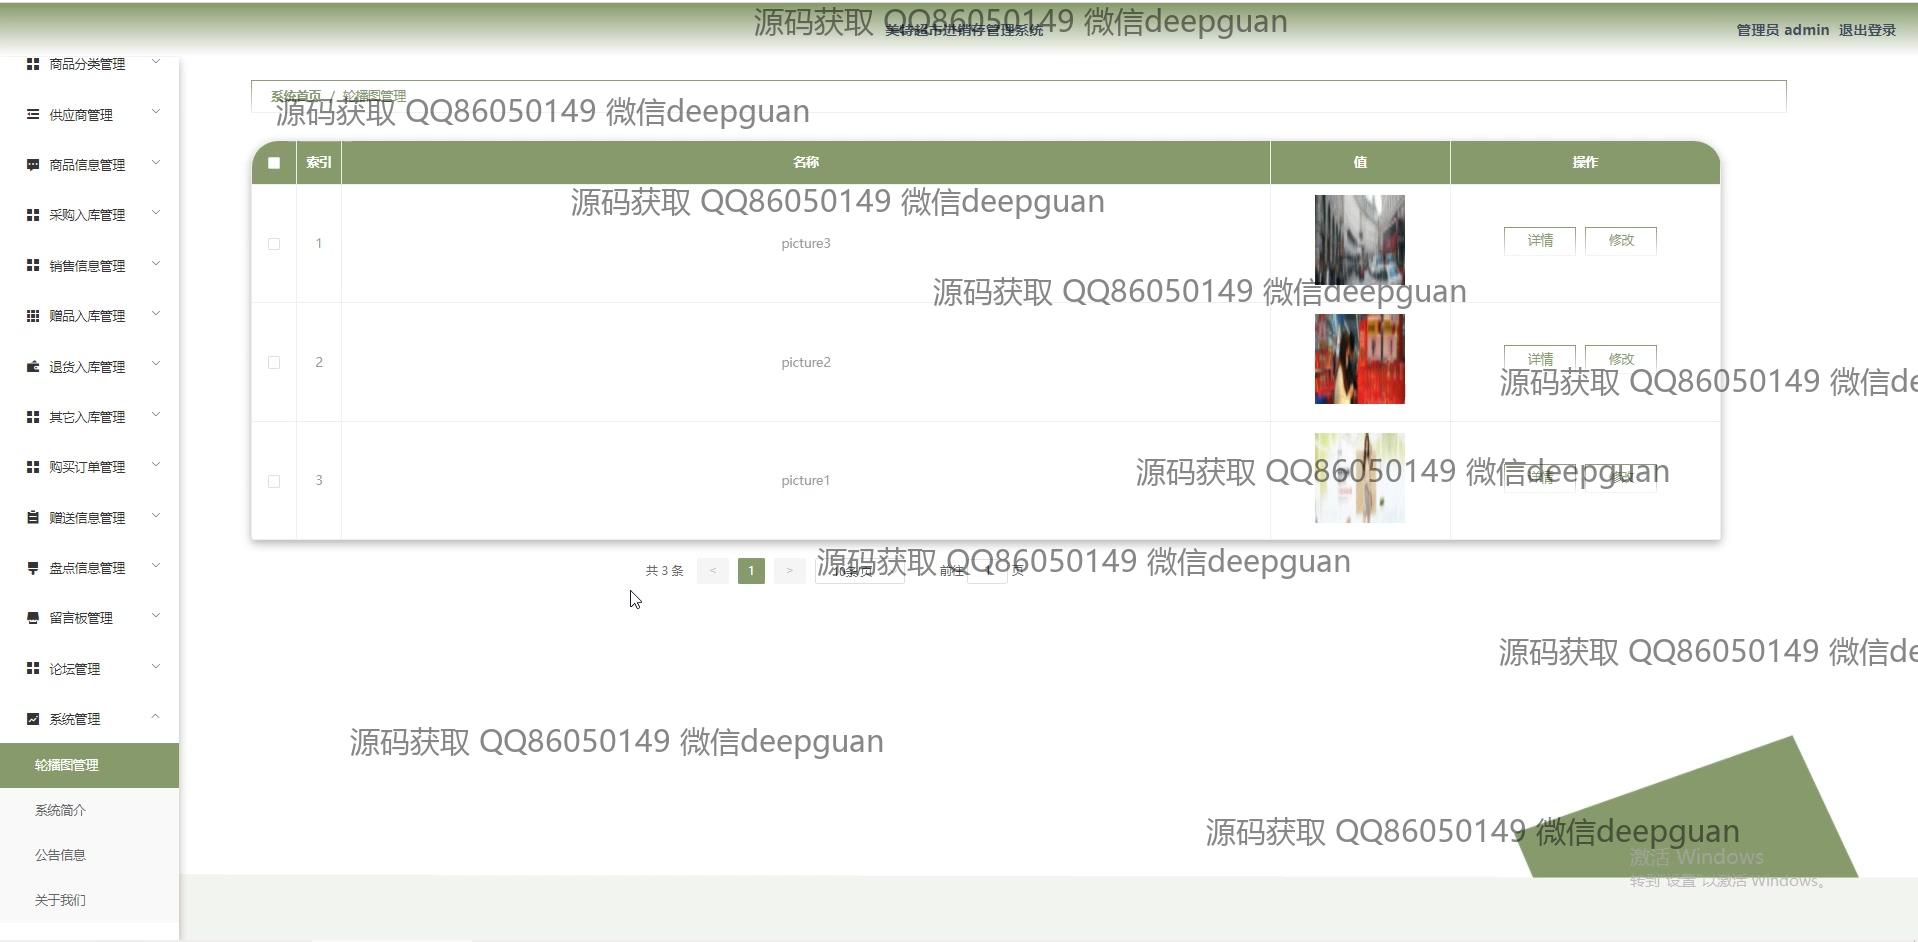 源码获取 QQ86050149 微信deepguan
美特超市进销存管理系统
管理员 admin 退出登录
商品分类管理
供应商管理
商品信息管理
采购入库管理
销售信息管理
赠品入库管理
退货入库管理
其它入库管理
购买订单管理
赠送信息管理
盘点信息管理
留言板管理
论坛管理
系统管理
轮播图管理
系统简介
公告信息
关于我们
系统首页 / 轮播图管理
源码获取 QQ86050149 微信deepguan
索引 名称 值 操作
源码获取 QQ86050149 微信deepguan
1 picture3 详情 修改
源码获取 QQ86050149 微信deepguan
2 picture2 详情 修改
源码获取 QQ86050149 微信de
源码获取 QQ86050149 微信deepguan
3 picture1 详情 修改
源码获取 QQ86050149 微信deepguan
共 3 条 < 1 > 10条/页 前往 1 页
源码获取 QQ86050149 微信de
源码获取 QQ86050149 微信deepguan
源码获取 QQ86050149 微信deepguan
激活 Windows
转到"设置"以激活 Windows。